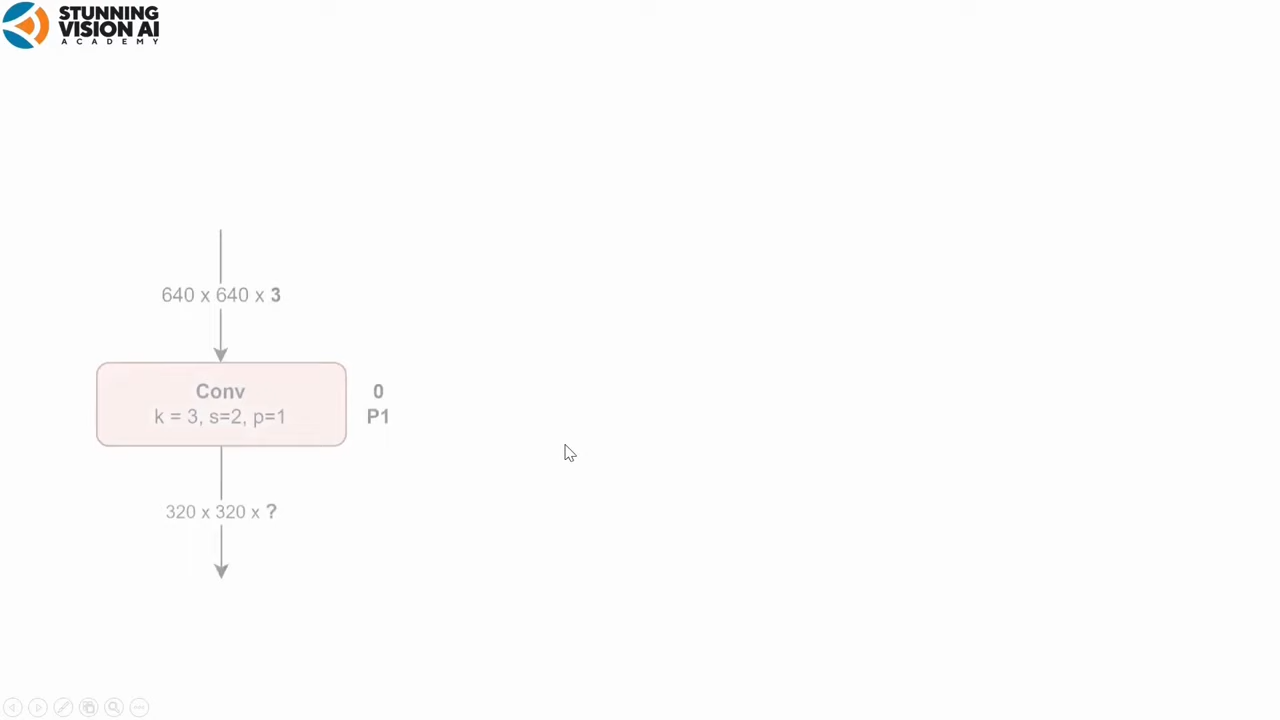 STUNNING
VISION AI
ACADEMY
640 x 640 x 3
Conv
k = 3, s=2, p=1
0
P1
320 x 320 x ?